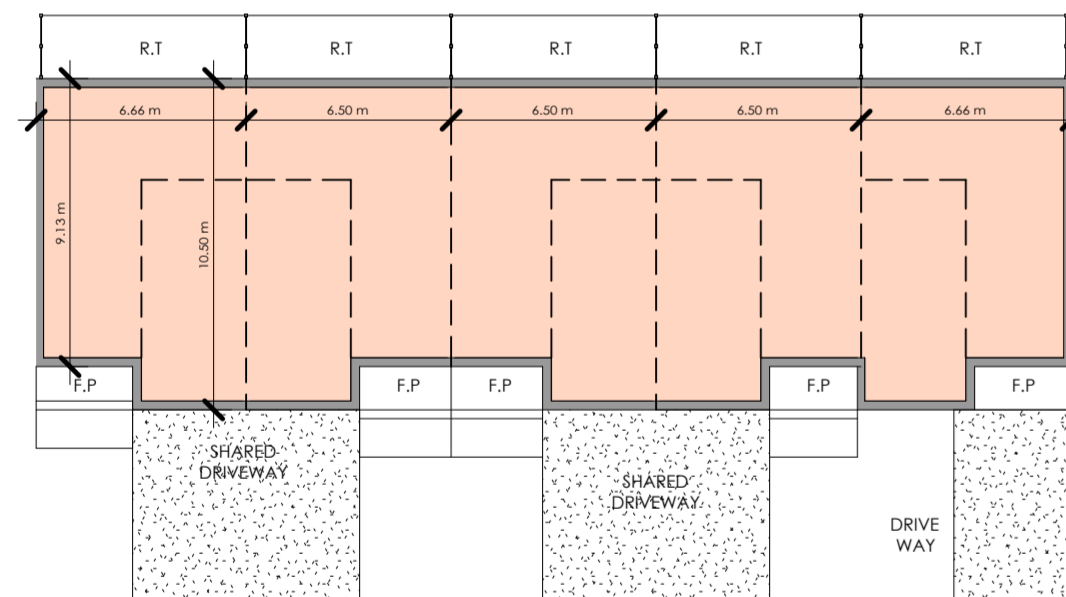 R.T
R.T
R.T
R.T
R.T
6.66 m
6.50 m
6.50 m
6.50 m
6.66 m
9.13 m
10.50 m
F.P
F.P
F.P
F.P
F.P
SHARED
DRIVEWAY
SHARED
DRIVEWAY
DRIVE
WAY